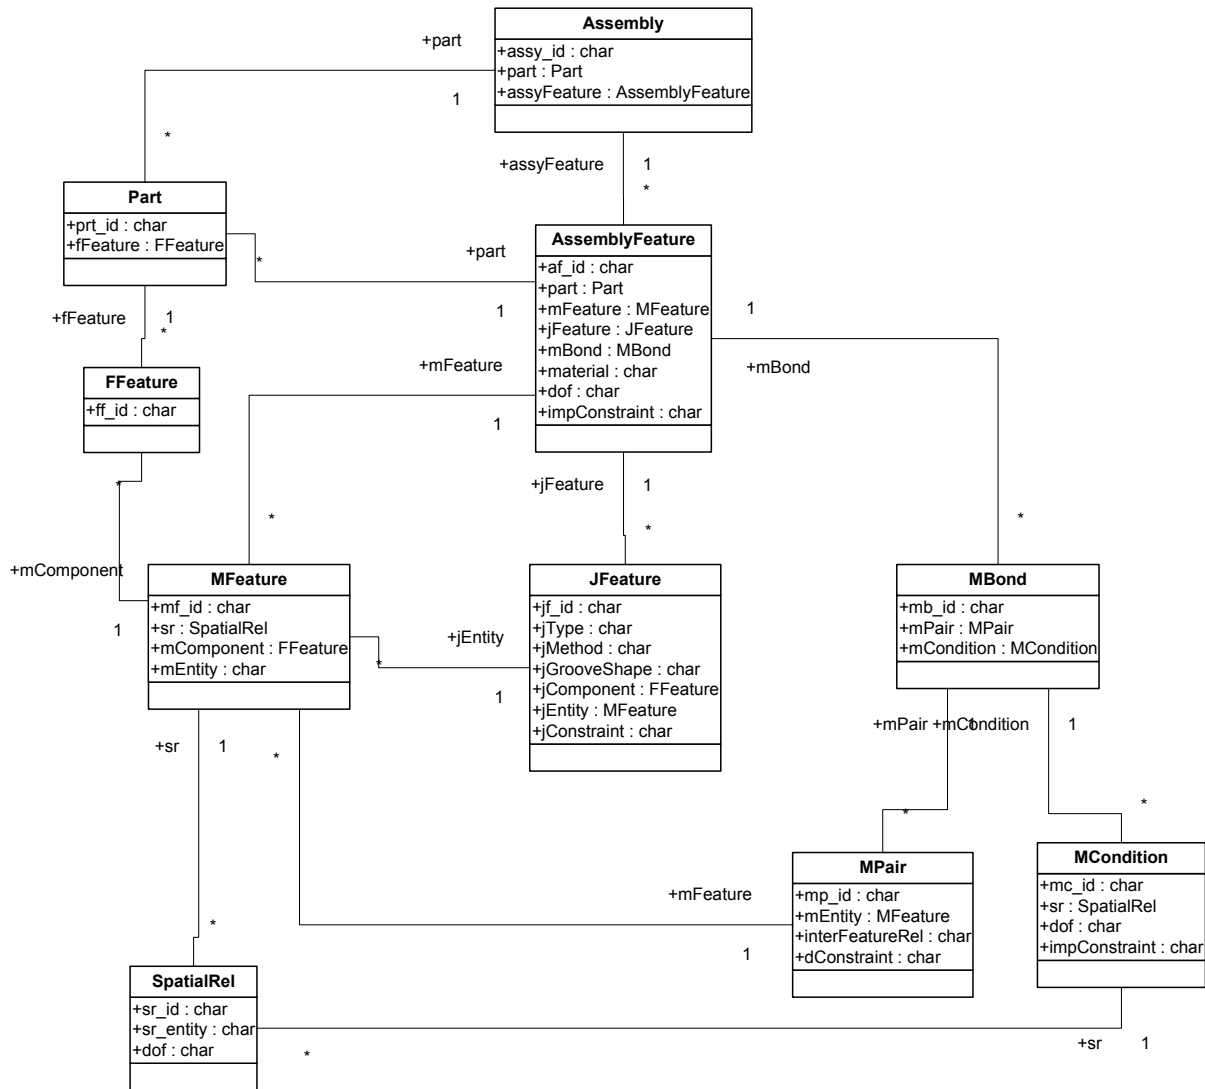 Assembly
+assy_id : char
+part : Part
+assyFeature : AssemblyFeature
+part
1
*
+assyFeature
1
*
Part
+prt_id : char
+fFeature : FFeature
*
+part
1
AssemblyFeature
+af_id : char
+part : Part
+mFeature : MFeature
+jFeature : JFeature
+mBond : MBond
+material : char
+dof : char
+impConstraint : char
+fFeature
1
*
1
+mBond
*
FFeature
+ff_id : char
+mFeature
1
*
+jFeature
1
*
*
+mComponent
1
MFeature
+mf_id : char
+sr : SpatialRel
+mComponent : FFeature
+mEntity : char
+jEntity
*
1
JFeature
+jf_id : char
+jType : char
+jMethod : char
+jGrooveShape : char
+jComponent : FFeature
+jEntity : MFeature
+jConstraint : char
MBond
+mb_id : char
+mPair : MPair
+mCondition : MCondition
+sr
1
*
*
+mFeature
1
+mPair
1
*
+mCondition
1
*
MPair
+mp_id : char
+mEntity : MFeature
+interFeatureRel : char
+dConstraint : char
MCondition
+mc_id : char
+sr : SpatialRel
+dof : char
+impConstraint : char
SpatialRel
+sr_id : char
+sr_entity : char
+dof : char
*
+sr
1